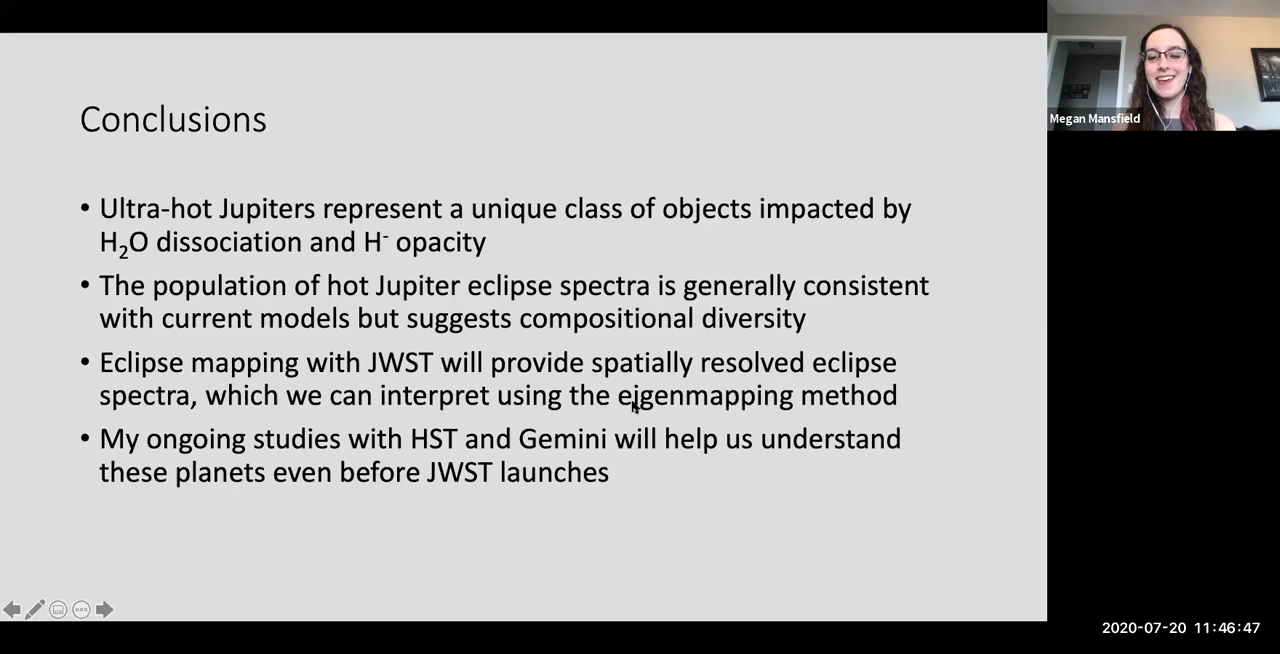 Conclusions
• Ultra-hot Jupiters represent a unique class of objects impacted by
H₂O dissociation and H⁻ opacity
• The population of hot Jupiter eclipse spectra is generally consistent
with current models but suggests compositional diversity
• Eclipse mapping with JWST will provide spatially resolved eclipse
spectra, which we can interpret using the eigenmapping method
• My ongoing studies with HST and Gemini will help us understand
these planets even before JWST launches
Megan Mansfield
2020-07-20 11:46:47